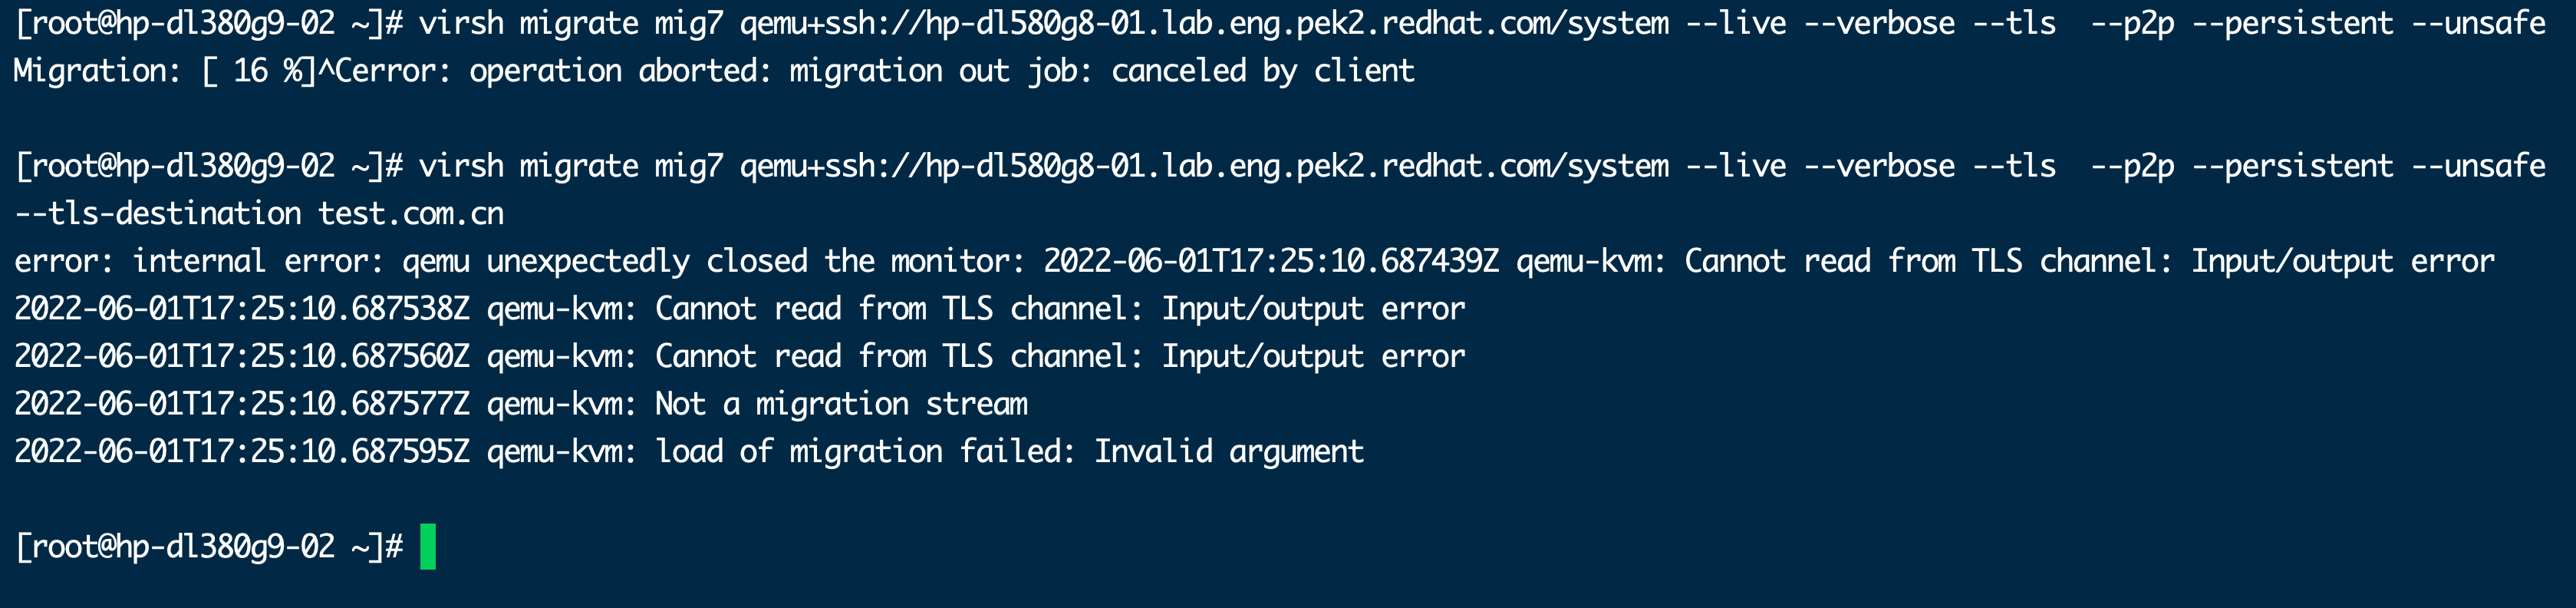 [root@hp-dl380g9-02 ~]# virsh migrate mig7 qemu+ssh://hp-dl580g8-01.lab.eng.pek2.redhat.com/system --live --verbose --tls  --p2p --persistent --unsafe
Migration: [ 16 %]^Cerror: operation aborted: migration out job: canceled by client
[root@hp-dl380g9-02 ~]# virsh migrate mig7 qemu+ssh://hp-dl580g8-01.lab.eng.pek2.redhat.com/system --live --verbose --tls  --p2p --persistent --unsafe
--tls-destination test.com.cn
error: internal error: qemu unexpectedly closed the monitor: 2022-06-01T17:25:10.687439Z qemu-kvm: Cannot read from TLS channel: Input/output error
2022-06-01T17:25:10.687538Z qemu-kvm: Cannot read from TLS channel: Input/output error
2022-06-01T17:25:10.687560Z qemu-kvm: Cannot read from TLS channel: Input/output error
2022-06-01T17:25:10.687577Z qemu-kvm: Not a migration stream
2022-06-01T17:25:10.687595Z qemu-kvm: load of migration failed: Invalid argument
[root@hp-dl380g9-02 ~]#